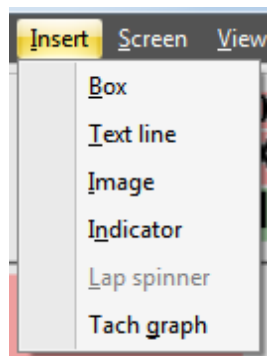 Insert Screen View
Box
Text line
Image
Indicator
Lap spinner
Tach graph